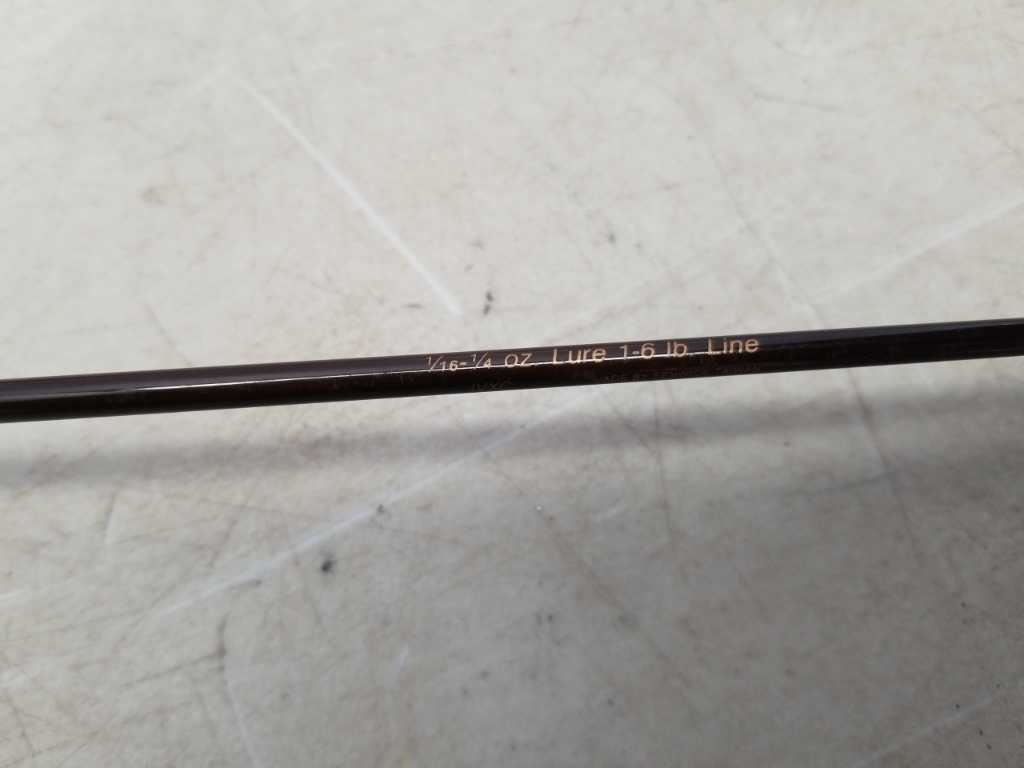 1/16-1/4 oz. Lure 1-6 lb. Line